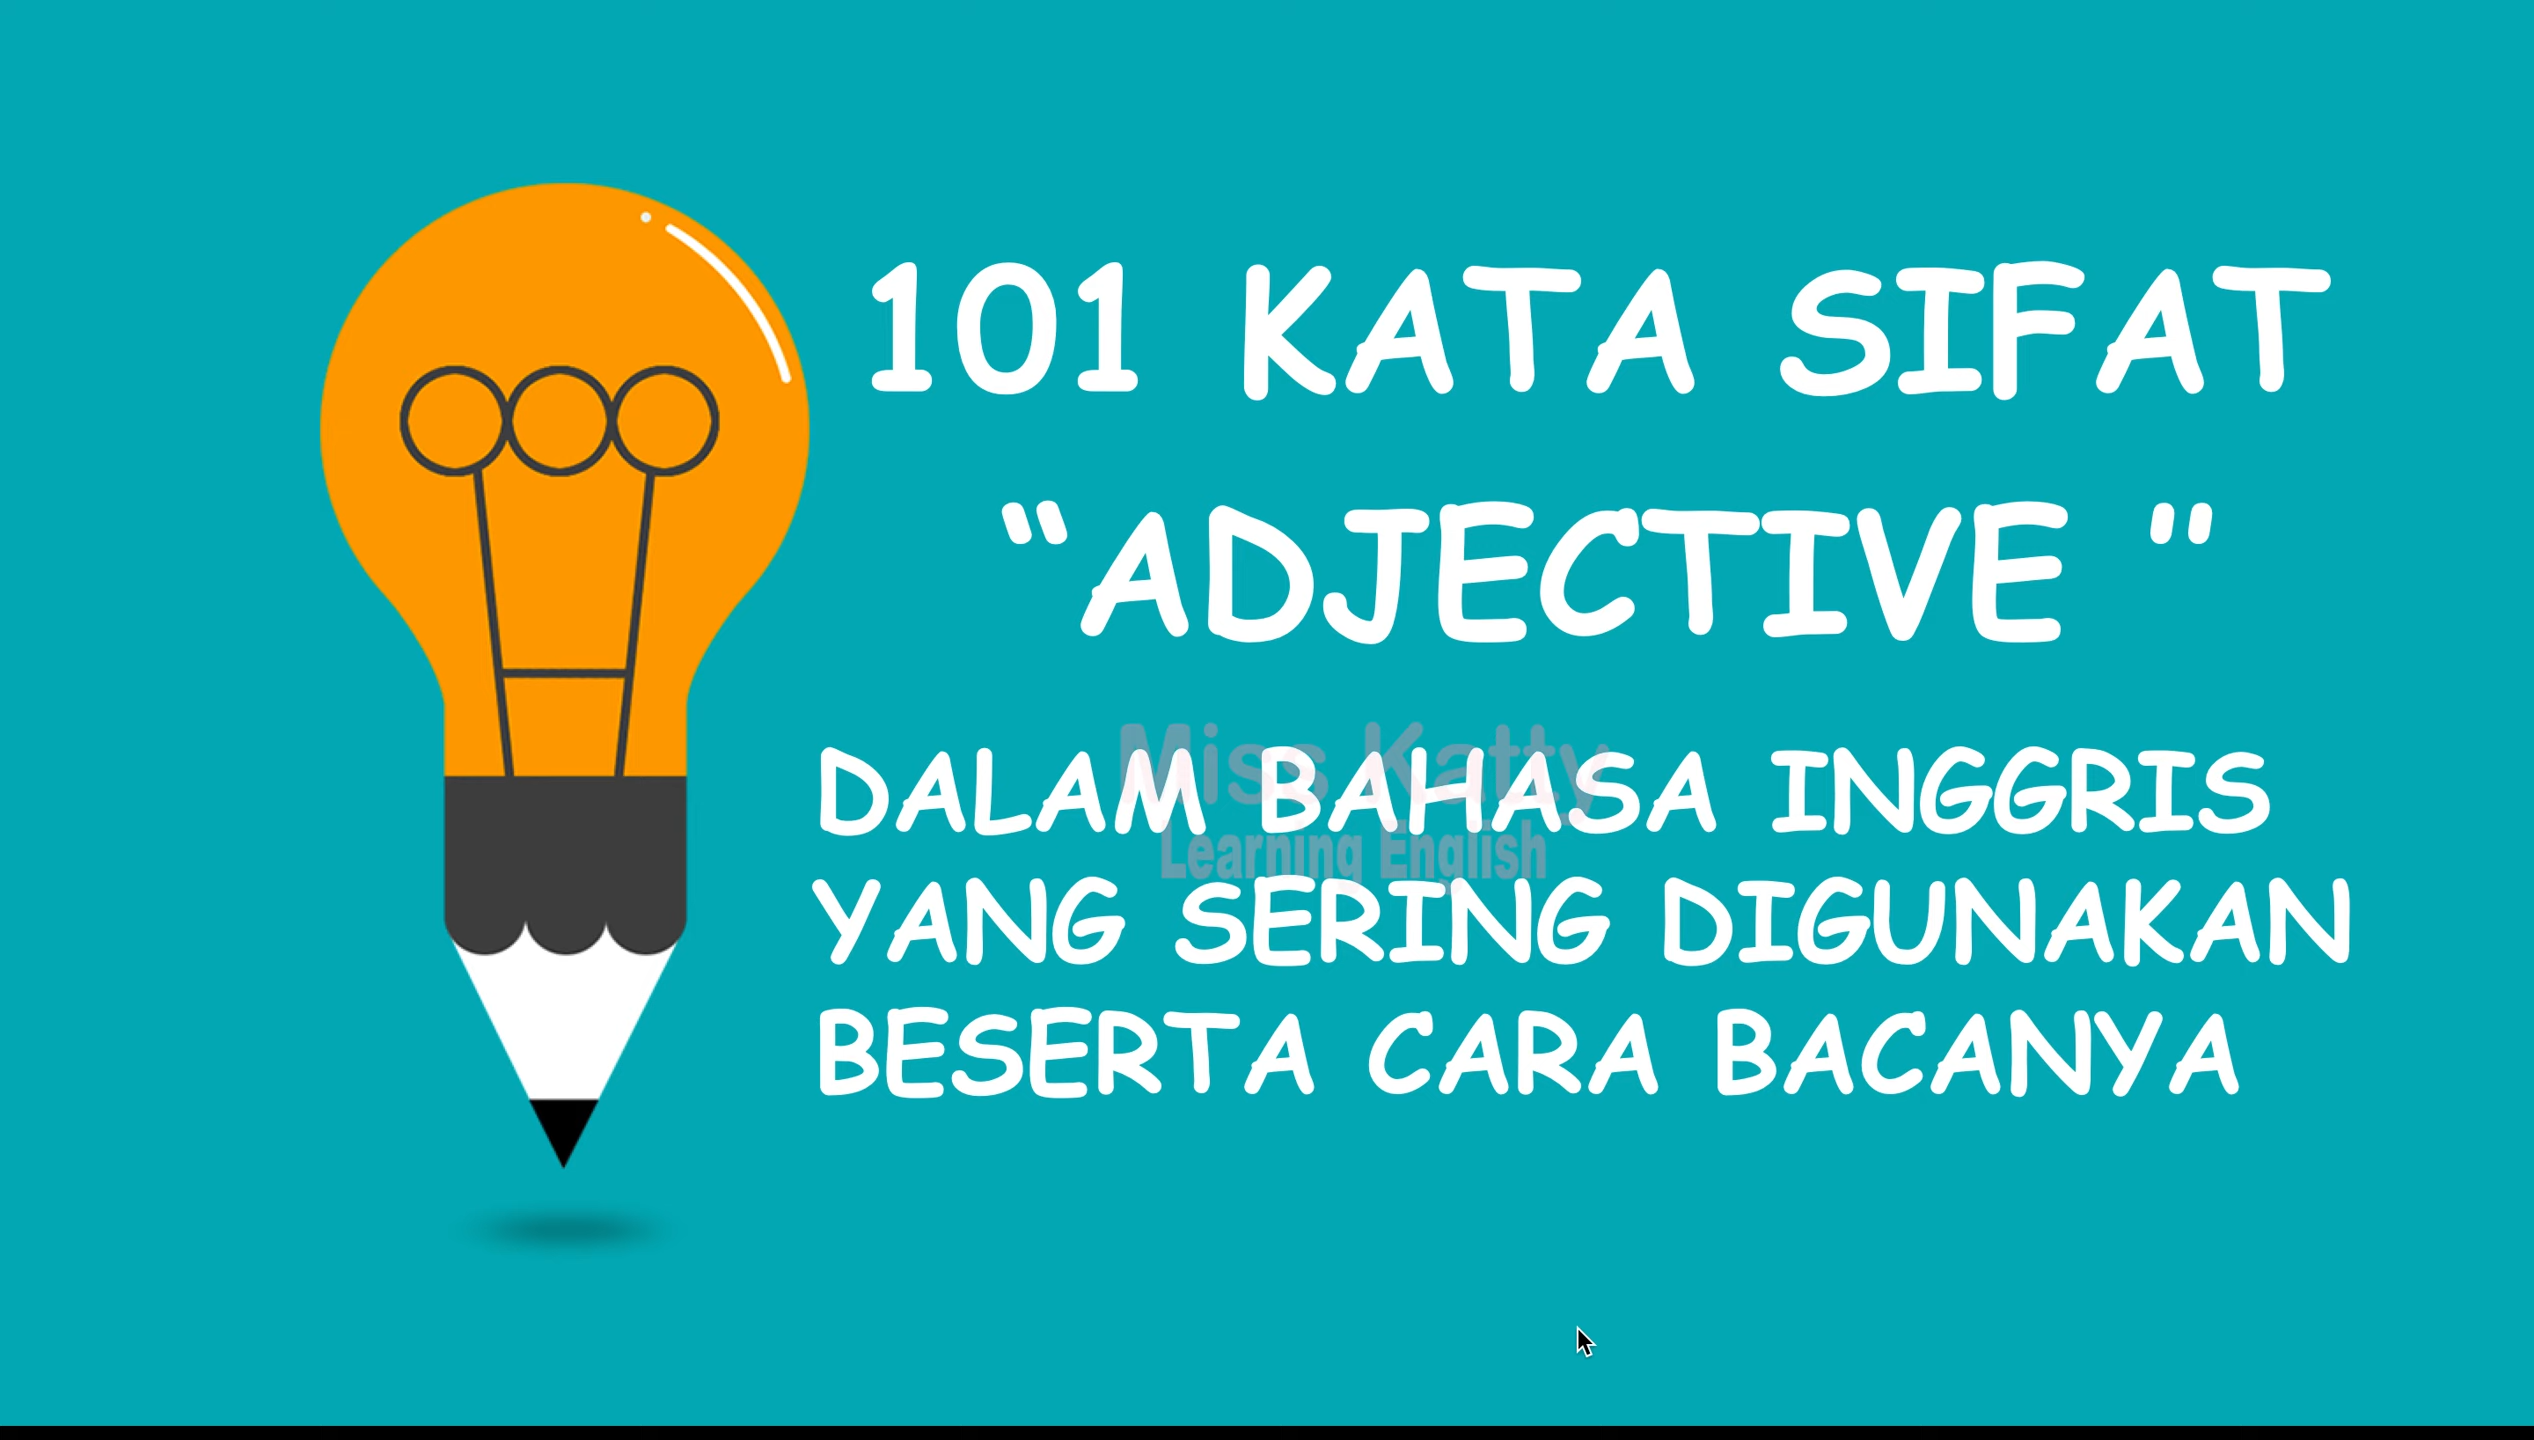 101 KATA SIFAT
“ADJECTIVE ”
Miss Katty
DALAM BAHASA INGGRIS
Learning English
YANG SERING DIGUNAKAN
BESERTA CARA BACANYA